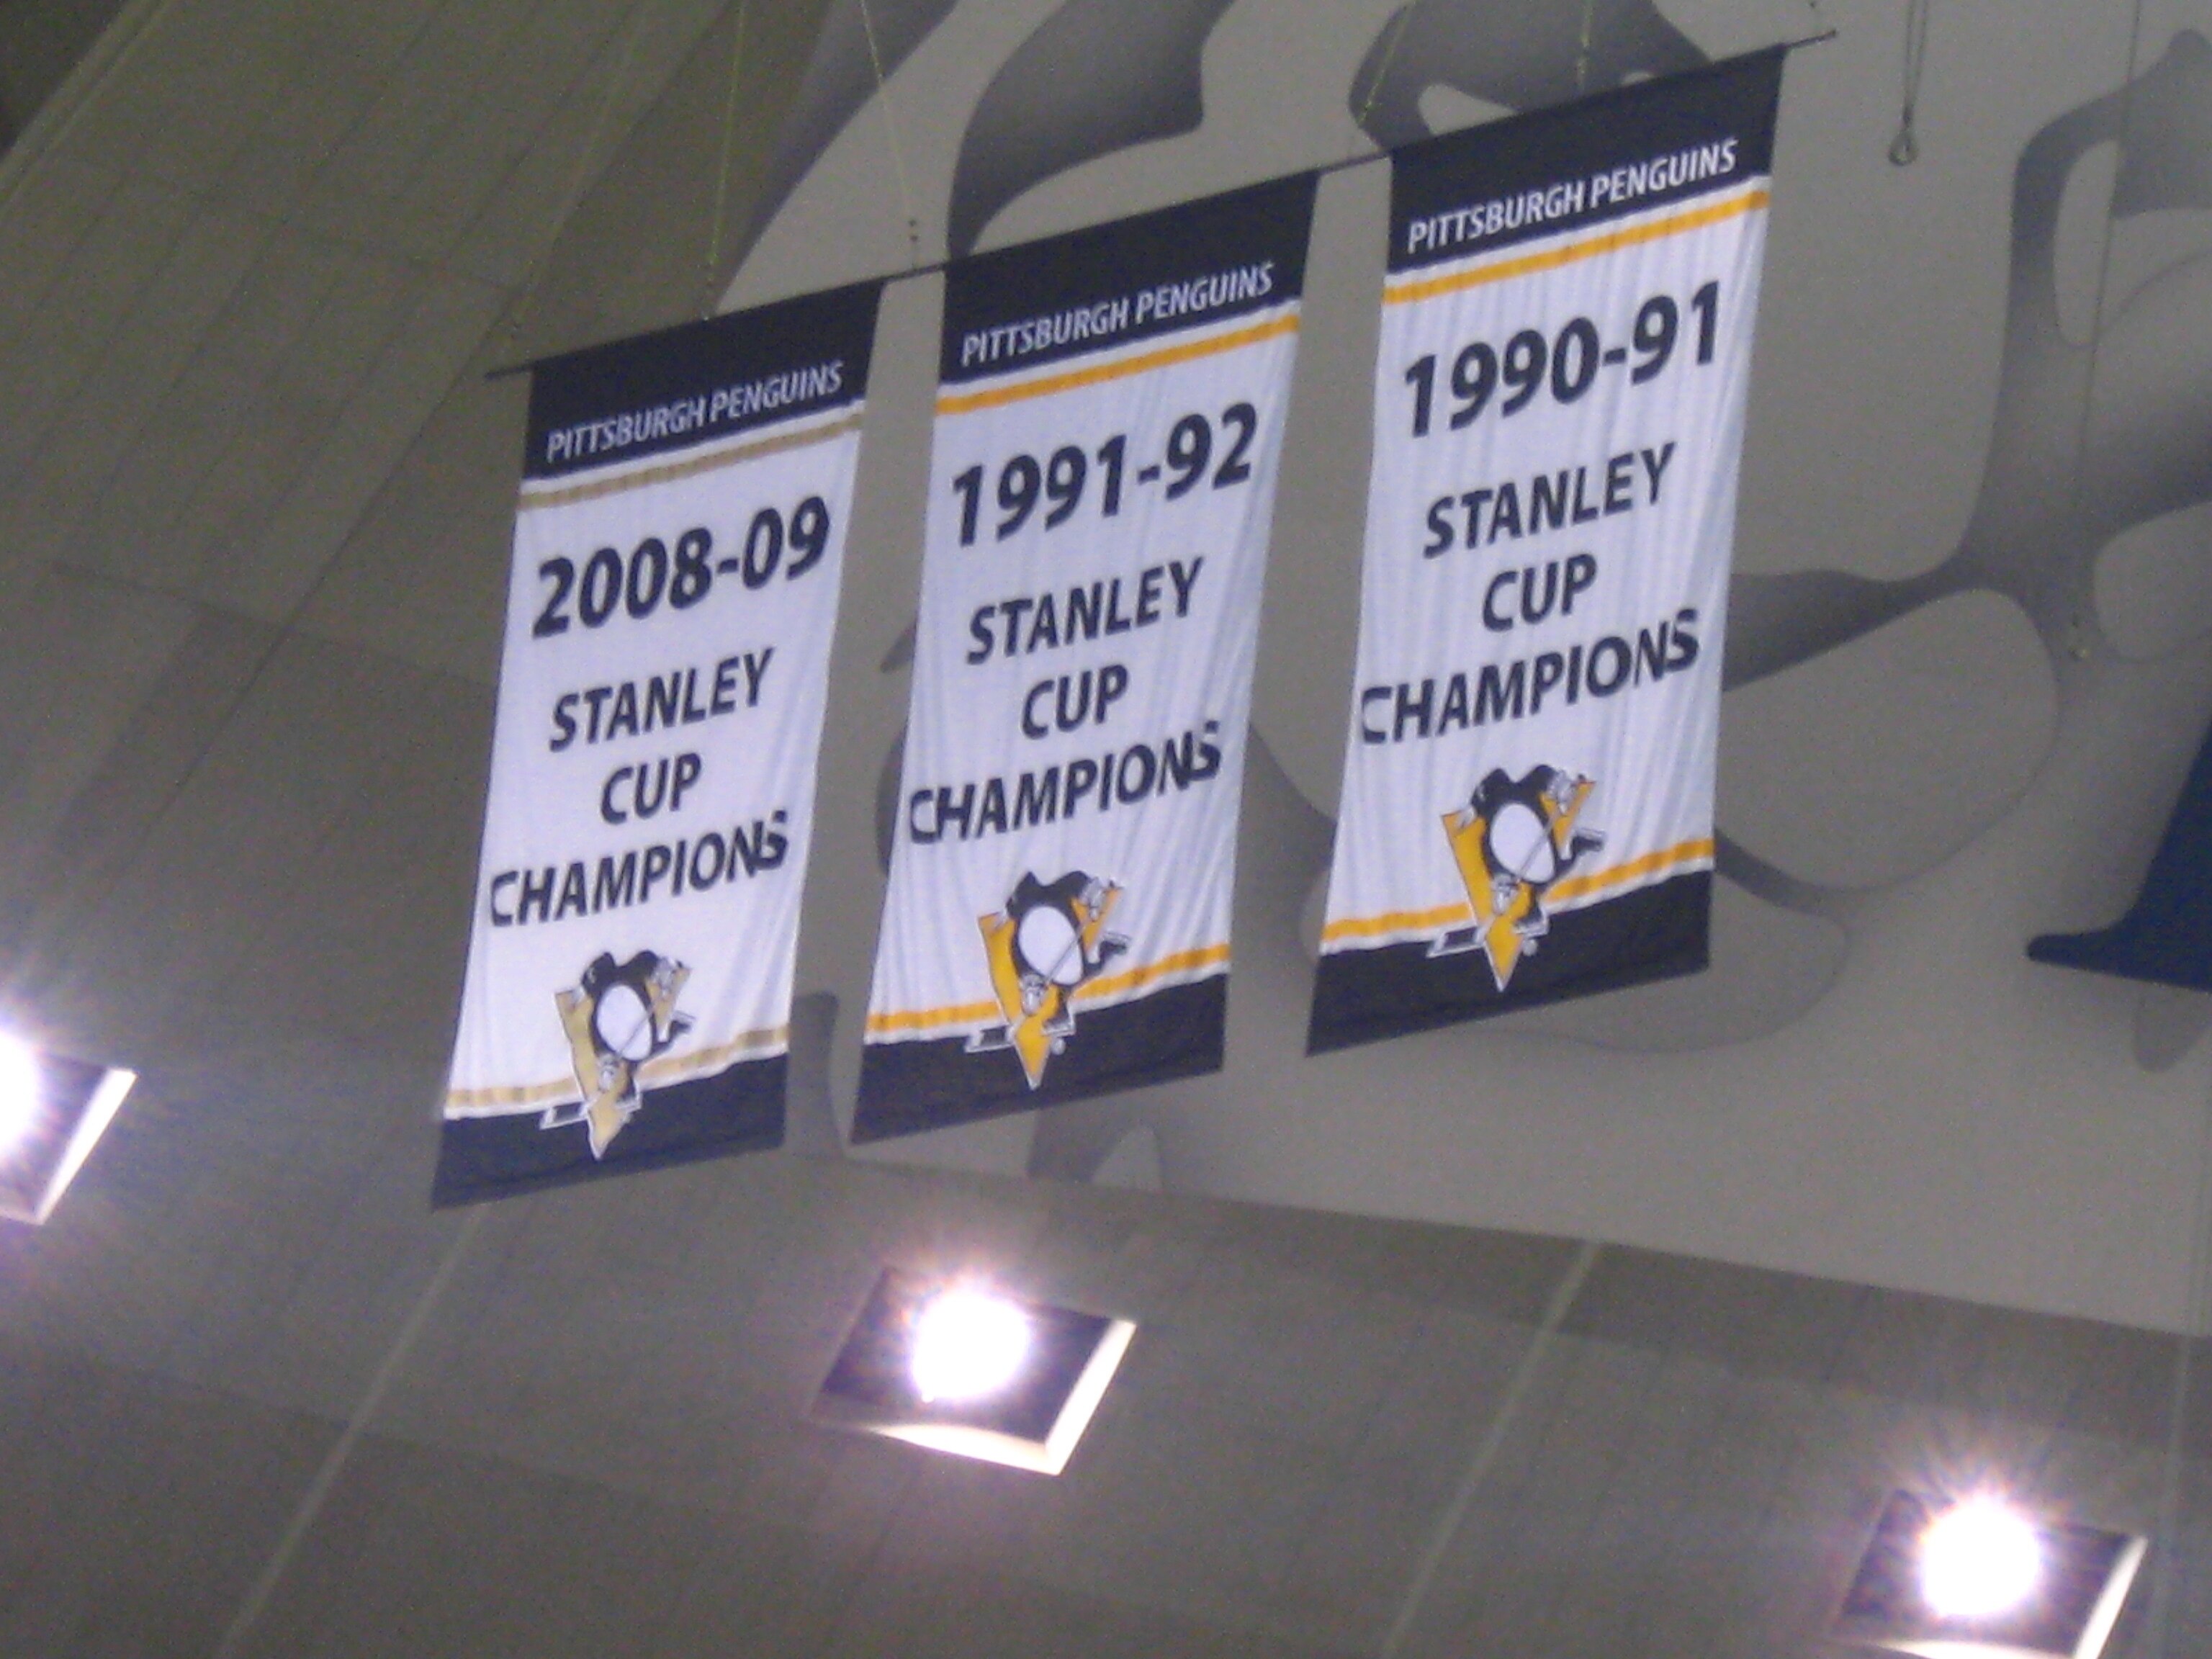 PITTSBURGH PENGUINS
2008-09
STANLEY
CUP
CHAMPIONS
PITTSBURGH PENGUINS
1991-92
STANLEY
CUP
CHAMPIONS
PITTSBURGH PENGUINS
1990-91
STANLEY
CUP
CHAMPIONS